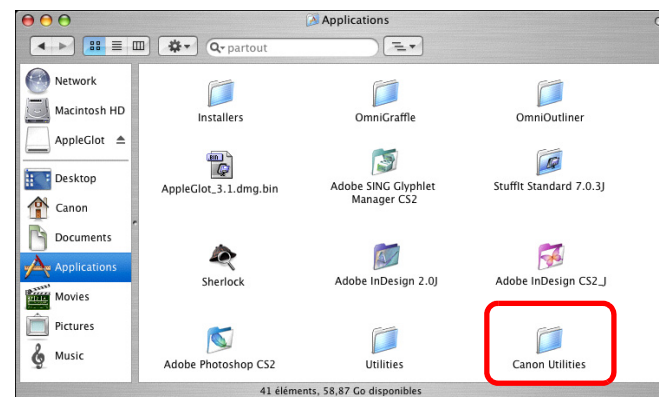 Applications
partout
Network
Macintosh HD
AppleGlot
Desktop
Canon
Documents
Applications
Movies
Pictures
Music
Installers
OmniGraffle
OmniOutliner
AppleGlot_3.1.dmg.bin
Adobe SING Glyphlet
Manager CS2
StuffIt Standard 7.0.3J
Sherlock
Adobe InDesign 2.0J
Adobe InDesign CS2_J
Adobe Photoshop CS2
Utilities
Canon Utilities
41 éléments, 58,87 Go disponibles